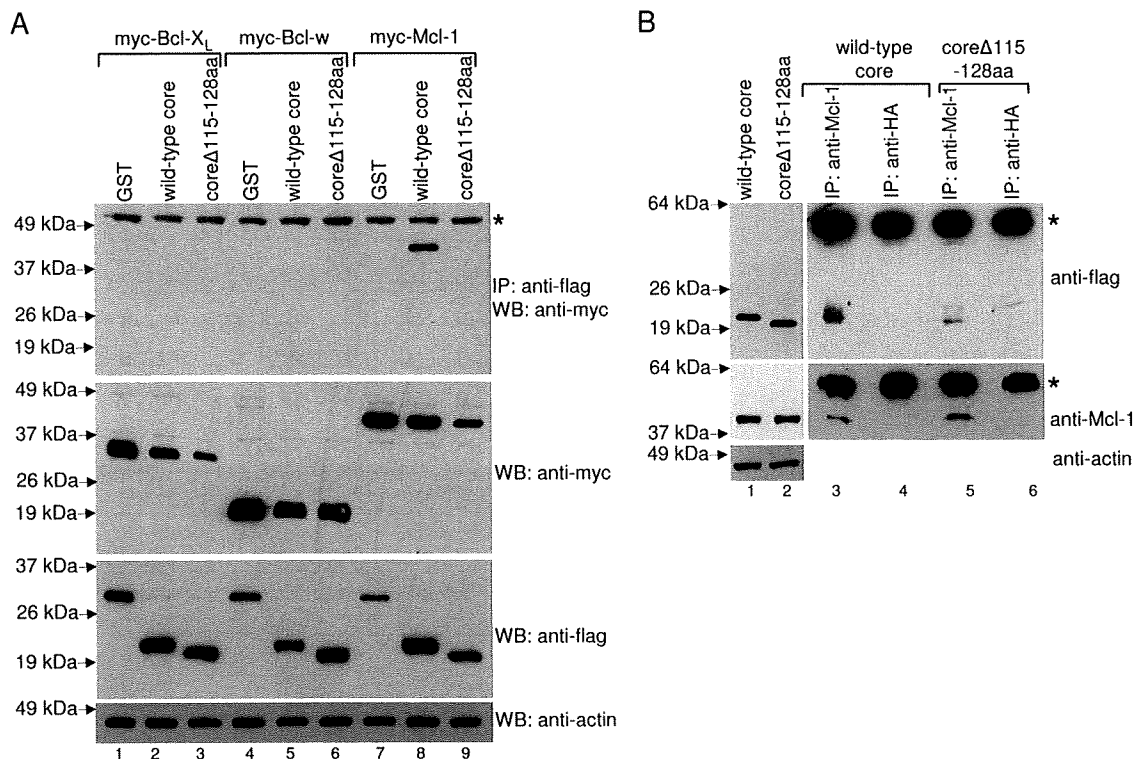 A
myc-Bcl-XL
myc-Bcl-w
myc-Mcl-1
GST
wild-type core
coreΔ115-128aa
GST
wild-type core
coreΔ115-128aa
GST
wild-type core
coreΔ115-128aa
49 kDa
37 kDa
26 kDa
19 kDa
*
IP: anti-flag
WB: anti-myc
49 kDa
37 kDa
26 kDa
19 kDa
WB: anti-myc
37 kDa
26 kDa
19 kDa
WB: anti-flag
49 kDa
WB: anti-actin
1 2 3 4 5 6 7 8 9
B
wild-type
core
coreΔ115
-128aa
wild-type core
coreΔ115-128aa
IP: anti-Mcl-1
IP: anti-HA
IP: anti-Mcl-1
IP: anti-HA
64 kDa
26 kDa
19 kDa
*
anti-flag
64 kDa
37 kDa
*
anti-Mcl-1
49 kDa
anti-actin
1 2 3 4 5 6